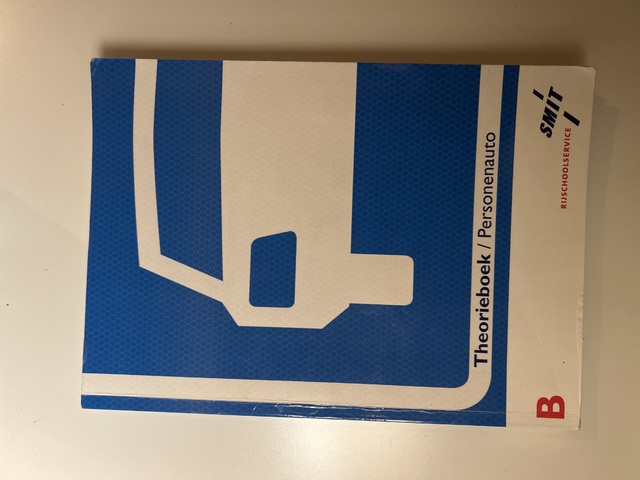 Theorieboek / Personenauto
SMIT
RIJSCHOOLSERVICE
B